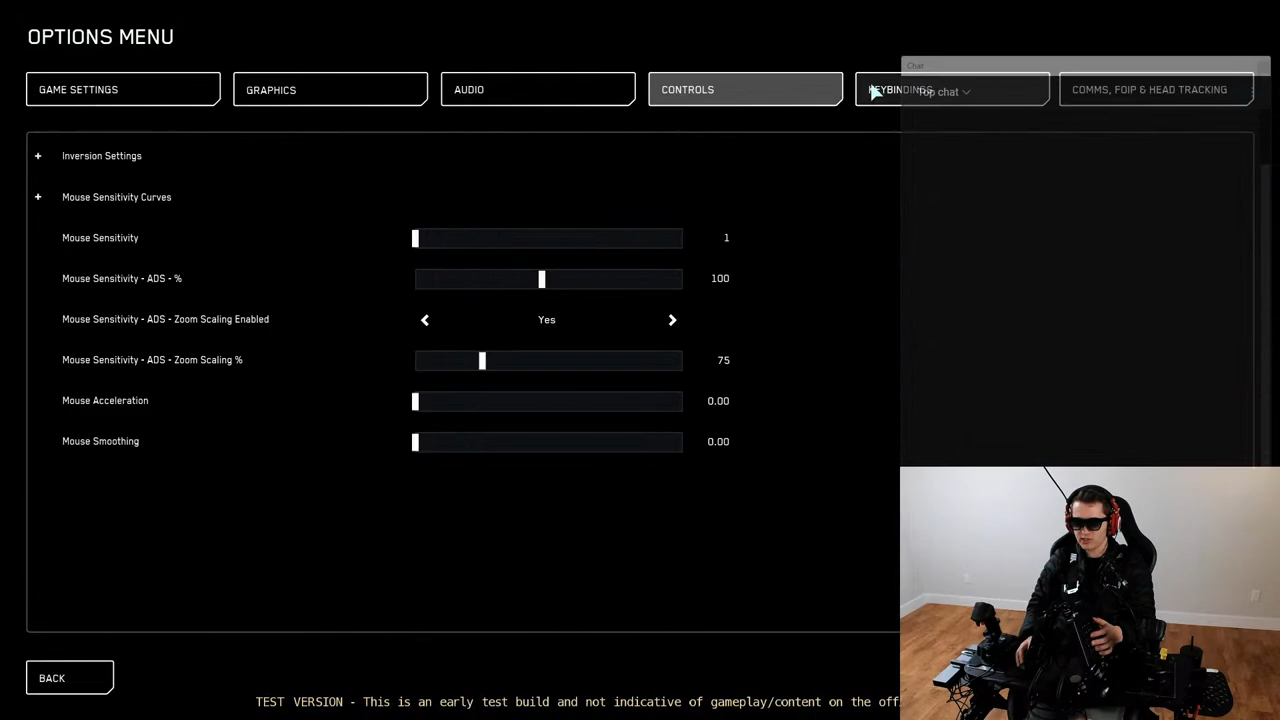 OPTIONS MENU
GAME SETTINGS
GRAPHICS
AUDIO
CONTROLS
KEYBINDINGS
COMMS, FOIP & HEAD TRACKING
Chat
Top chat
+ Inversion Settings
+ Mouse Sensitivity Curves
Mouse Sensitivity 1
Mouse Sensitivity - ADS - % 100
Mouse Sensitivity - ADS - Zoom Scaling Enabled Yes
Mouse Sensitivity - ADS - Zoom Scaling % 75
Mouse Acceleration 0.00
Mouse Smoothing 0.00
BACK
TEST VERSION - This is an early test build and not indicative of gameplay/content on the off